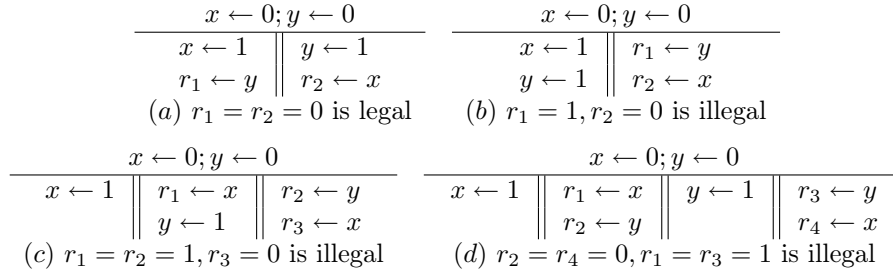 x ← 0; y ← 0
x ← 1 || y ← 1
r₁ ← y || r₂ ← x
(a) r₁ = r₂ = 0 is legal
x ← 0; y ← 0
x ← 1 || r₁ ← y
y ← 1 || r₂ ← x
(b) r₁ = 1, r₂ = 0 is illegal
x ← 0; y ← 0
x ← 1 || r₁ ← x || r₂ ← y
y ← 1 || r₃ ← x
(c) r₁ = r₂ = 1, r₃ = 0 is illegal
x ← 0; y ← 0
x ← 1 || r₁ ← x || y ← 1 || r₃ ← y
r₂ ← y || r₄ ← x
(d) r₂ = r₄ = 0, r₁ = r₃ = 1 is illegal